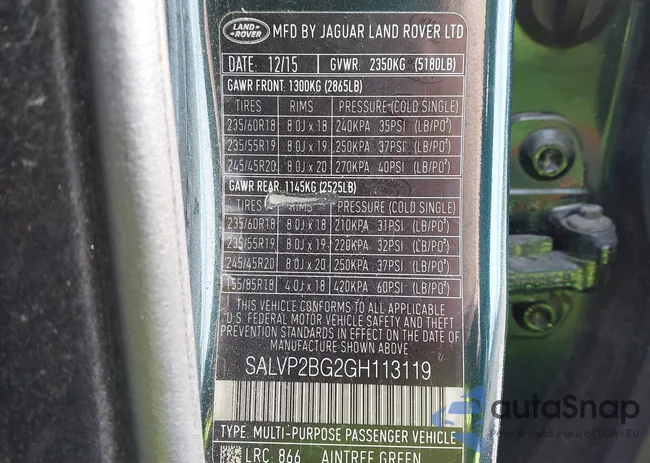 LAND ROVER
MFD BY JAGUAR LAND ROVER LTD
DATE: 12/15 GVWR: 2350KG (5180LB)
GAWR FRONT: 1300KG (2865LB)
TIRES RIMS PRESSURE (COLD SINGLE)
235/60R18 8.0J x 18 240KPA 35PSI (LB/PO²)
235/55R19 8.0J x 19 250KPA 37PSI (LB/PO²)
245/45R20 8.0J x 20 270KPA 40PSI (LB/PO²)
GAWR REAR: 1145KG (2525LB)
TIRES RIMS PRESSURE (COLD SINGLE)
235/60R18 8.0J x 18 210KPA 31PSI (LB/PO²)
235/55R19 8.0J x 19 220KPA 32PSI (LB/PO²)
245/45R20 8.0J x 20 250KPA 37PSI (LB/PO²)
155/85R18 4.0J x 18 420KPA 60PSI (LB/PO²)
THIS VEHICLE CONFORMS TO ALL APPLICABLE
U.S. FEDERAL MOTOR VEHICLE SAFETY AND THEFT
PREVENTION STANDARDS IN EFFECT ON THE DATE OF
MANUFACTURE SHOWN ABOVE
SALVP2BG2GH113119
TYPE: MULTI-PURPOSE PASSENGER VEHICLE
LRC: 866 AINTREE GREEN
autaSnap
US EU